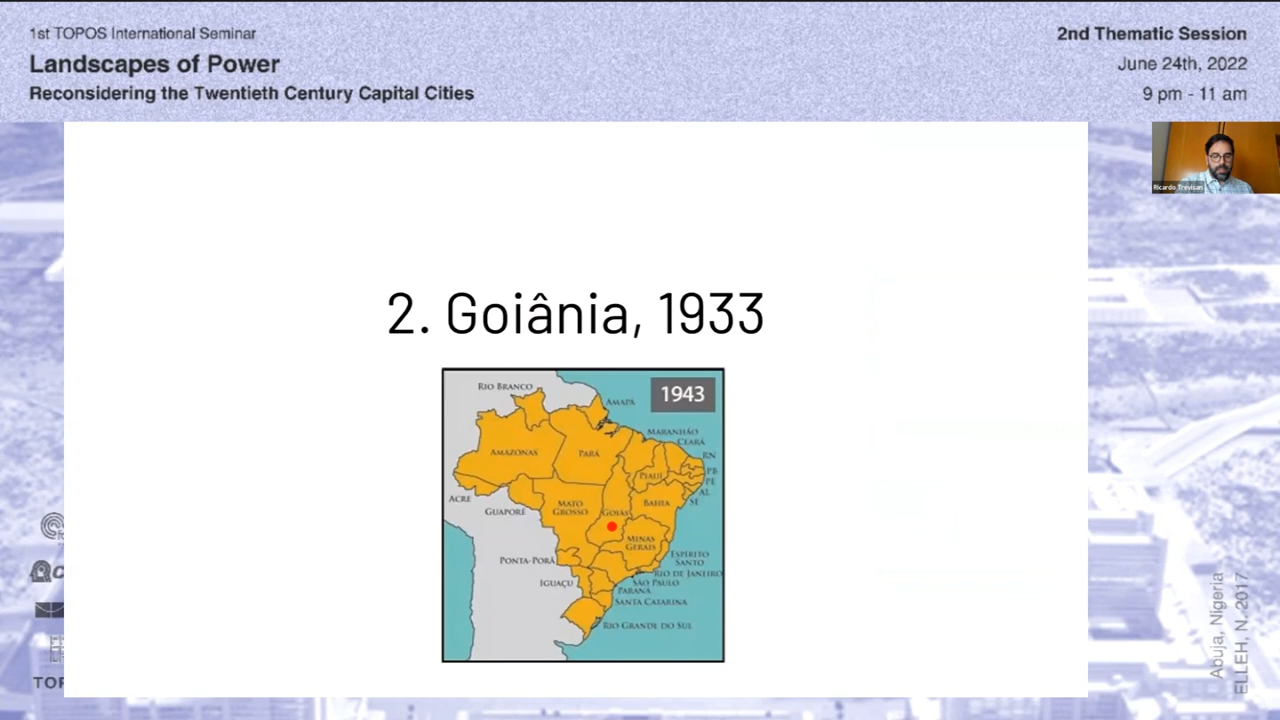 1st TOPOS International Seminar
Landscapes of Power
Reconsidering the Twentieth Century Capital Cities
2nd Thematic Session
June 24th, 2022
9 pm - 11 am
Ricardo Trevisan
2. Goiânia, 1933
1943
RIO BRANCO
AMAPÁ
MARANHÃO
CEARÁ
AMAZONAS
PARÁ
RN
PB
PIAUÍ
PE
AL
SE
ACRE
GUAPORÉ
MATO
GROSSO
GOIÁS
BAHIA
MINAS
GERAIS
PONTA-PORÃ
ESPÍRITO
SANTO
IGUAÇU
RIO DE JANEIRO
SÃO PAULO
PARANÁ
SANTA CATARINA
RIO GRANDE DO SUL
TOP
Abuja, Nigeria
ELLEH, N. 2017